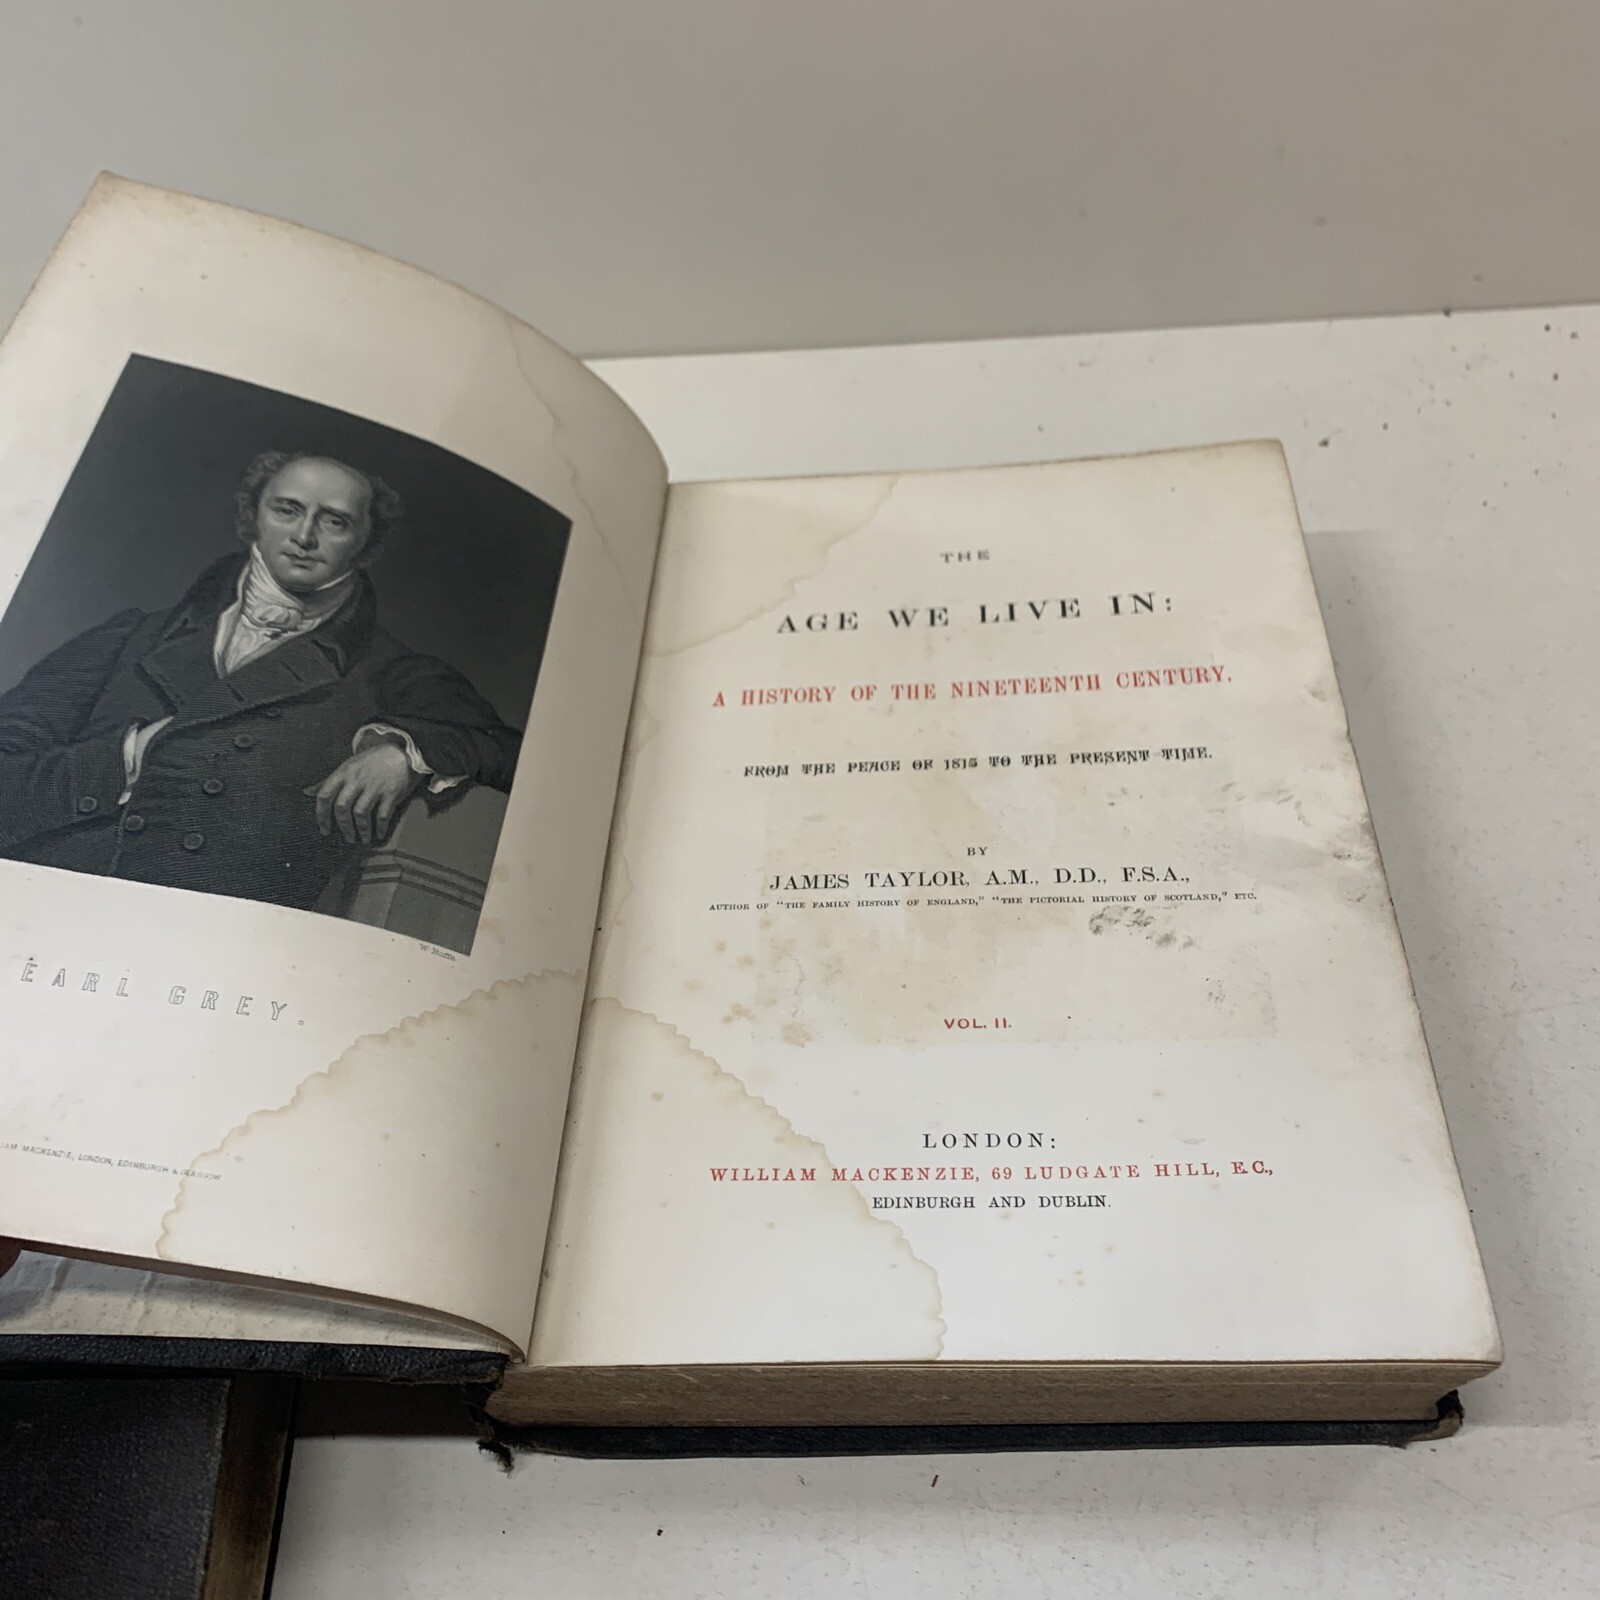 W. Roffe.
EARL GREY.
MACKENZIE, LONDON, EDINBURGH & GLASGOW
THE
AGE WE LIVE IN:
A HISTORY OF THE NINETEENTH CENTURY.
FROM THE PEACE OF 1815 TO THE PRESENT TIME.
BY
JAMES TAYLOR, A.M., D.D., F.S.A.,
AUTHOR OF "THE FAMILY HISTORY OF ENGLAND," "THE PICTORIAL HISTORY OF SCOTLAND," ETC.
VOL. II.
LONDON:
WILLIAM MACKENZIE, 69 LUDGATE HILL, E.C.,
EDINBURGH AND DUBLIN.